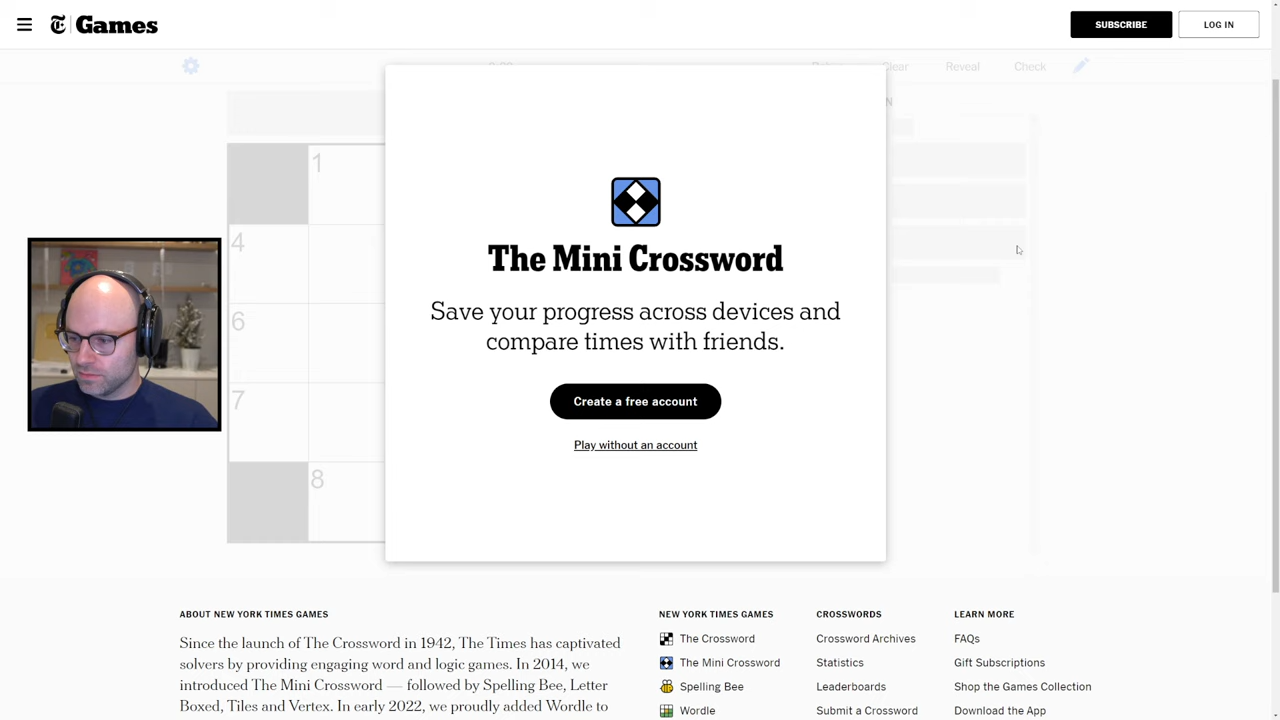 Games
SUBSCRIBE
LOG IN
Clear
Reveal
Check
N
1
4
6
7
8
The Mini Crossword
Save your progress across devices and
compare times with friends.
Create a free account
Play without an account
ABOUT NEW YORK TIMES GAMES
Since the launch of The Crossword in 1942, The Times has captivated
solvers by providing engaging word and logic games. In 2014, we
introduced The Mini Crossword — followed by Spelling Bee, Letter
Boxed, Tiles and Vertex. In early 2022, we proudly added Wordle to
NEW YORK TIMES GAMES
The Crossword
The Mini Crossword
Spelling Bee
Wordle
CROSSWORDS
Crossword Archives
Statistics
Leaderboards
Submit a Crossword
LEARN MORE
FAQs
Gift Subscriptions
Shop the Games Collection
Download the App